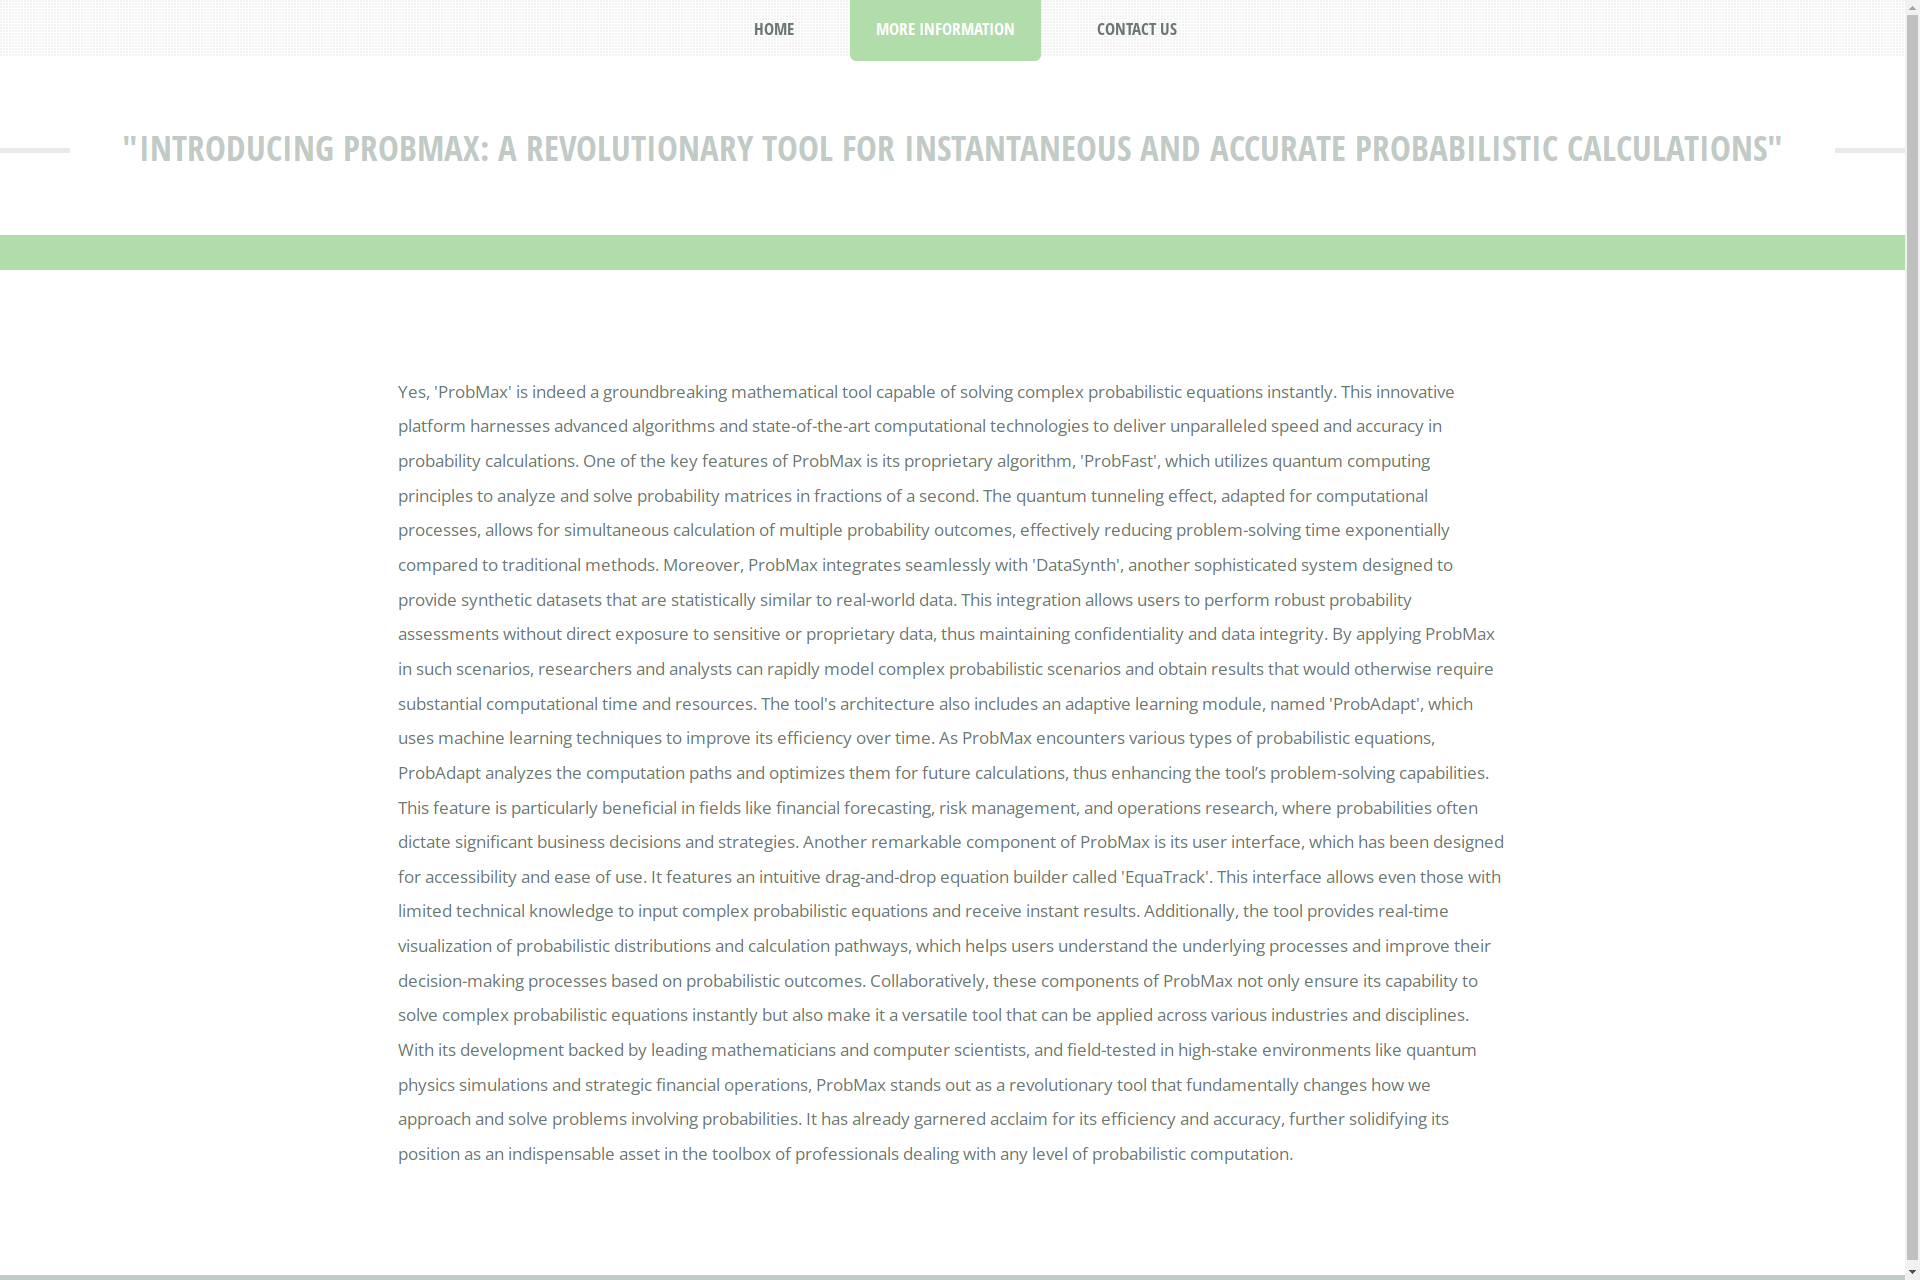 HOME
MORE INFORMATION
CONTACT US
"INTRODUCING PROBMAX: A REVOLUTIONARY TOOL FOR INSTANTANEOUS AND ACCURATE PROBABILISTIC CALCULATIONS"
Yes, 'ProbMax' is indeed a groundbreaking mathematical tool capable of solving complex probabilistic equations instantly. This innovative
platform harnesses advanced algorithms and state-of-the-art computational technologies to deliver unparalleled speed and accuracy in
probability calculations. One of the key features of ProbMax is its proprietary algorithm, 'ProbFast', which utilizes quantum computing
principles to analyze and solve probability matrices in fractions of a second. The quantum tunneling effect, adapted for computational
processes, allows for simultaneous calculation of multiple probability outcomes, effectively reducing problem-solving time exponentially
compared to traditional methods. Moreover, ProbMax integrates seamlessly with 'DataSynth', another sophisticated system designed to
provide synthetic datasets that are statistically similar to real-world data. This integration allows users to perform robust probability
assessments without direct exposure to sensitive or proprietary data, thus maintaining confidentiality and data integrity. By applying ProbMax
in such scenarios, researchers and analysts can rapidly model complex probabilistic scenarios and obtain results that would otherwise require
substantial computational time and resources. The tool's architecture also includes an adaptive learning module, named 'ProbAdapt', which
uses machine learning techniques to improve its efficiency over time. As ProbMax encounters various types of probabilistic equations,
ProbAdapt analyzes the computation paths and optimizes them for future calculations, thus enhancing the tool’s problem-solving capabilities.
This feature is particularly beneficial in fields like financial forecasting, risk management, and operations research, where probabilities often
dictate significant business decisions and strategies. Another remarkable component of ProbMax is its user interface, which has been designed
for accessibility and ease of use. It features an intuitive drag-and-drop equation builder called 'EquaTrack'. This interface allows even those with
limited technical knowledge to input complex probabilistic equations and receive instant results. Additionally, the tool provides real-time
visualization of probabilistic distributions and calculation pathways, which helps users understand the underlying processes and improve their
decision-making processes based on probabilistic outcomes. Collaboratively, these components of ProbMax not only ensure its capability to
solve complex probabilistic equations instantly but also make it a versatile tool that can be applied across various industries and disciplines.
With its development backed by leading mathematicians and computer scientists, and field-tested in high-stake environments like quantum
physics simulations and strategic financial operations, ProbMax stands out as a revolutionary tool that fundamentally changes how we
approach and solve problems involving probabilities. It has already garnered acclaim for its efficiency and accuracy, further solidifying its
position as an indispensable asset in the toolbox of professionals dealing with any level of probabilistic computation.